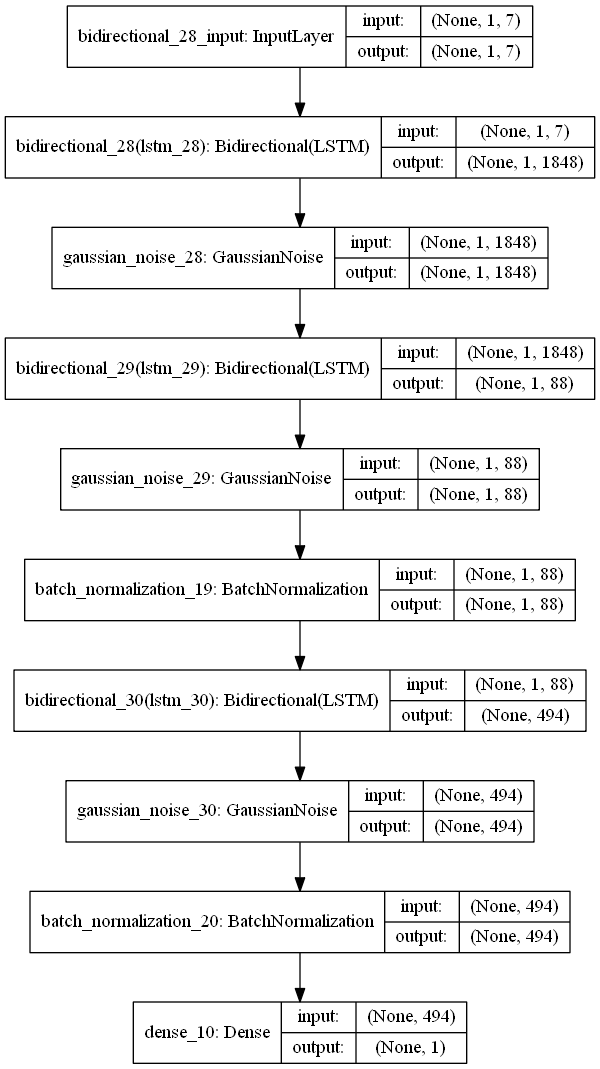 bidirectional_28_input: InputLayer
input: (None, 1, 7)
output: (None, 1, 7)
bidirectional_28(lstm_28): Bidirectional(LSTM)
input: (None, 1, 7)
output: (None, 1, 1848)
gaussian_noise_28: GaussianNoise
input: (None, 1, 1848)
output: (None, 1, 1848)
bidirectional_29(lstm_29): Bidirectional(LSTM)
input: (None, 1, 1848)
output: (None, 1, 88)
gaussian_noise_29: GaussianNoise
input: (None, 1, 88)
output: (None, 1, 88)
batch_normalization_19: BatchNormalization
input: (None, 1, 88)
output: (None, 1, 88)
bidirectional_30(lstm_30): Bidirectional(LSTM)
input: (None, 1, 88)
output: (None, 494)
gaussian_noise_30: GaussianNoise
input: (None, 494)
output: (None, 494)
batch_normalization_20: BatchNormalization
input: (None, 494)
output: (None, 494)
dense_10: Dense
input: (None, 494)
output: (None, 1)